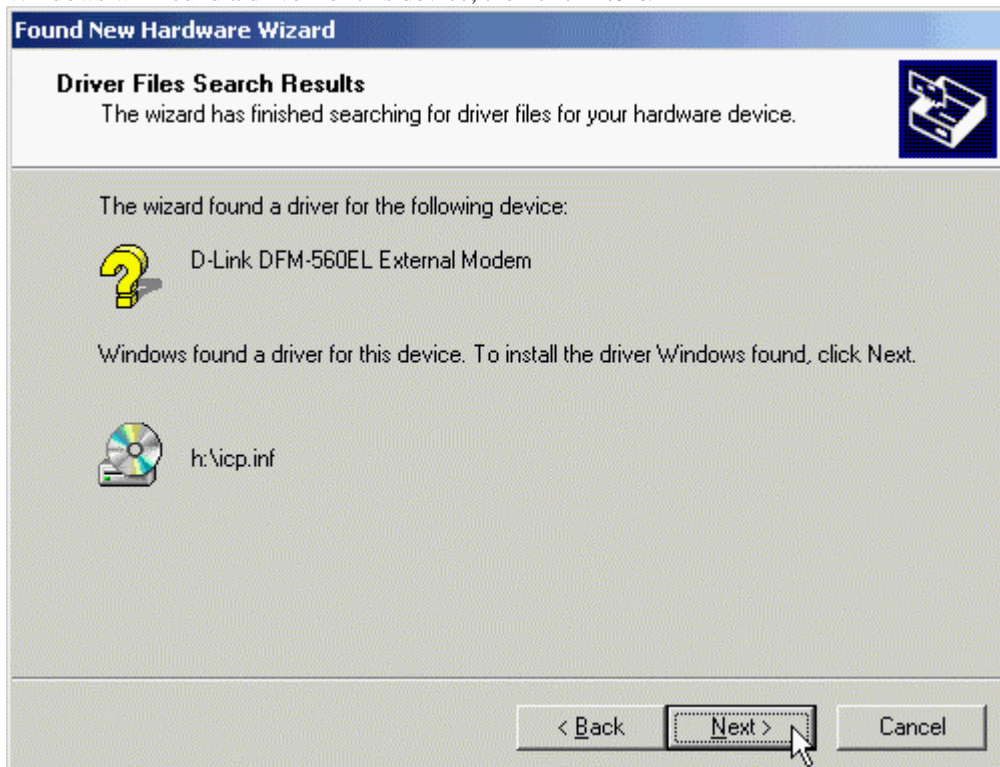 Found New Hardware Wizard
Driver Files Search Results
The wizard has finished searching for driver files for your hardware device.
The wizard found a driver for the following device:
D-Link DFM-560EL External Modem
Windows found a driver for this device. To install the driver Windows found, click Next.
h:\icp.inf
< Back Next > Cancel